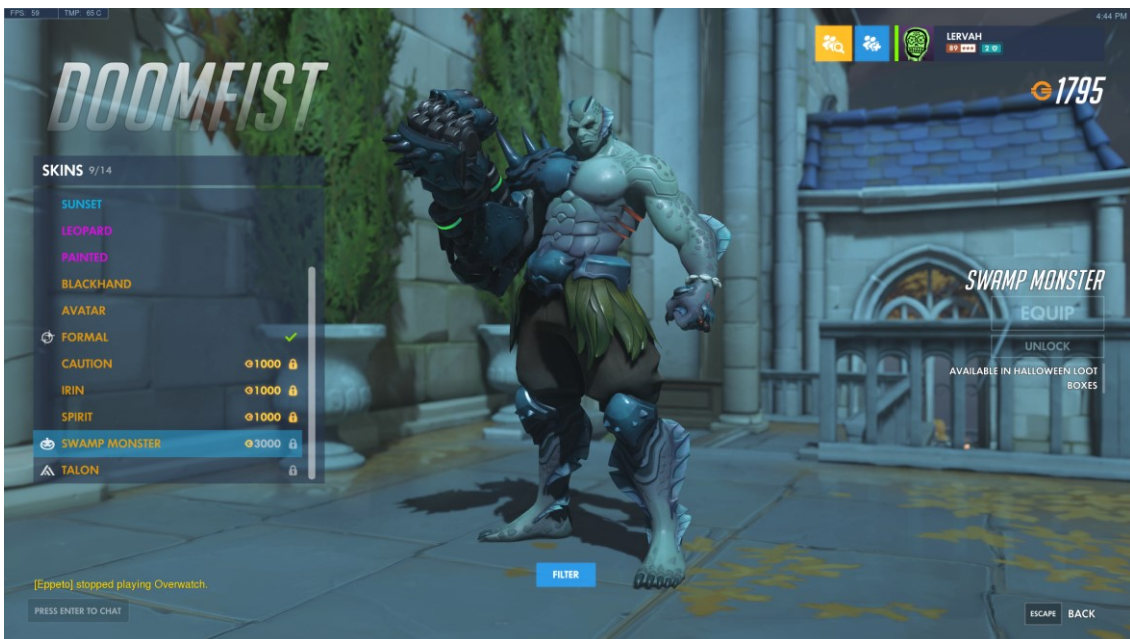 FPS: 59 TMP: 65 C
4:44 PM
LERVAH
89 2
1795
DOOMFIST
SKINS 9/14
SUNSET
LEOPARD
PAINTED
BLACKHAND
AVATAR
FORMAL
CAUTION 1000
IRIN 1000
SPIRIT 1000
SWAMP MONSTER 3000
TALON
SWAMP MONSTER
EQUIP
UNLOCK
AVAILABLE IN HALLOWEEN LOOT
BOXES
[Eppeto] stopped playing Overwatch.
PRESS ENTER TO CHAT
FILTER
ESCAPE BACK